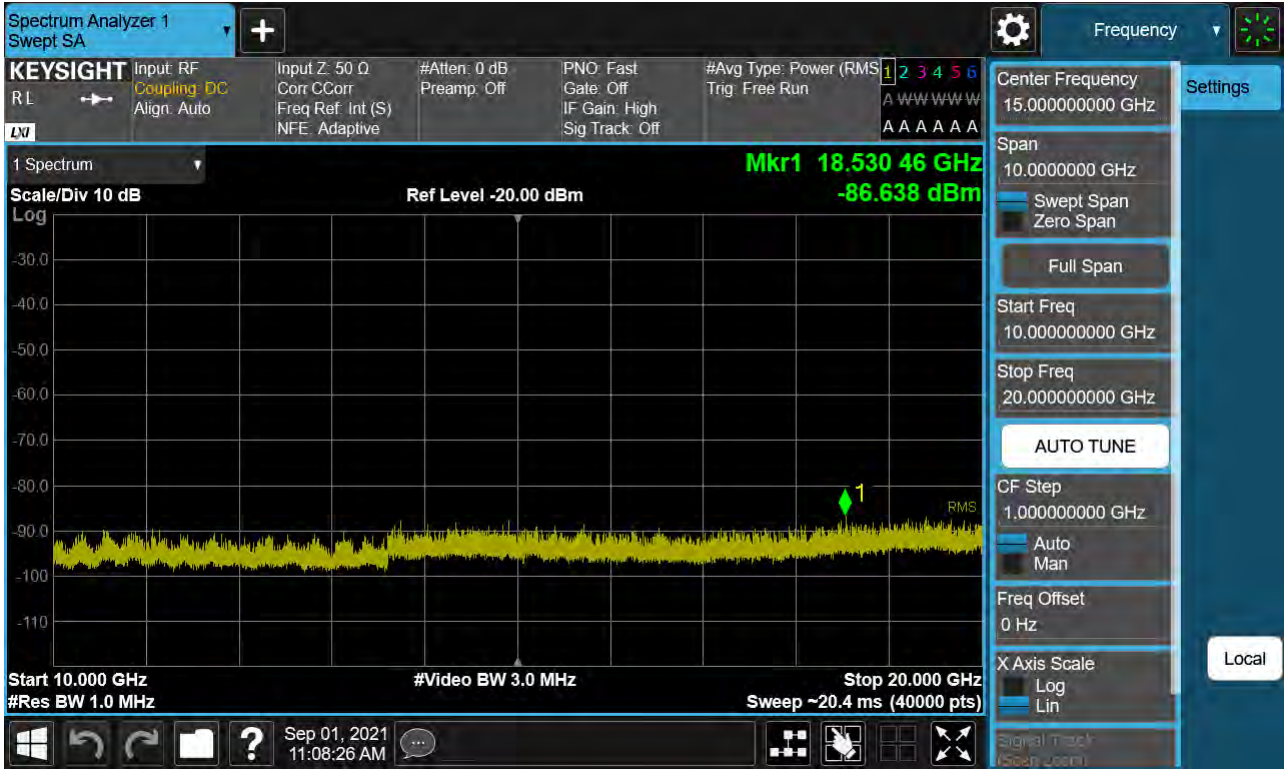 Spectrum Analyzer 1
Swept SA
+
Frequency
KEYSIGHT
R L
LXI
Input: RF
Coupling: DC
Align: Auto
Input Z: 50 Ω
Corr CCorr
Freq Ref: Int (S)
NFE: Adaptive
#Atten: 0 dB
Preamp: Off
PNO: Fast
Gate: Off
IF Gain: High
Sig Track: Off
#Avg Type: Power (RMS
Trig: Free Run
1 2 3 4 5 6
A W W W W W
A A A A A A
1 Spectrum
Scale/Div 10 dB
Ref Level -20.00 dBm
Mkr1 18.530 46 GHz
-86.638 dBm
Log
-30.0
-40.0
-50.0
-60.0
-70.0
-80.0
-90.0
-100
-110
1
RMS
Start 10.000 GHz
#Res BW 1.0 MHz
#Video BW 3.0 MHz
Stop 20.000 GHz
Sweep ~20.4 ms (40000 pts)
Center Frequency
15.000000000 GHz
Span
10.0000000 GHz
Swept Span
Zero Span
Full Span
Start Freq
10.000000000 GHz
Stop Freq
20.000000000 GHz
AUTO TUNE
CF Step
1.000000000 GHz
Auto
Man
Freq Offset
0 Hz
X Axis Scale
Log
Lin
Signal Track
(Span Zoom)
Settings
Local
?
Sep 01, 2021
11:08:26 AM